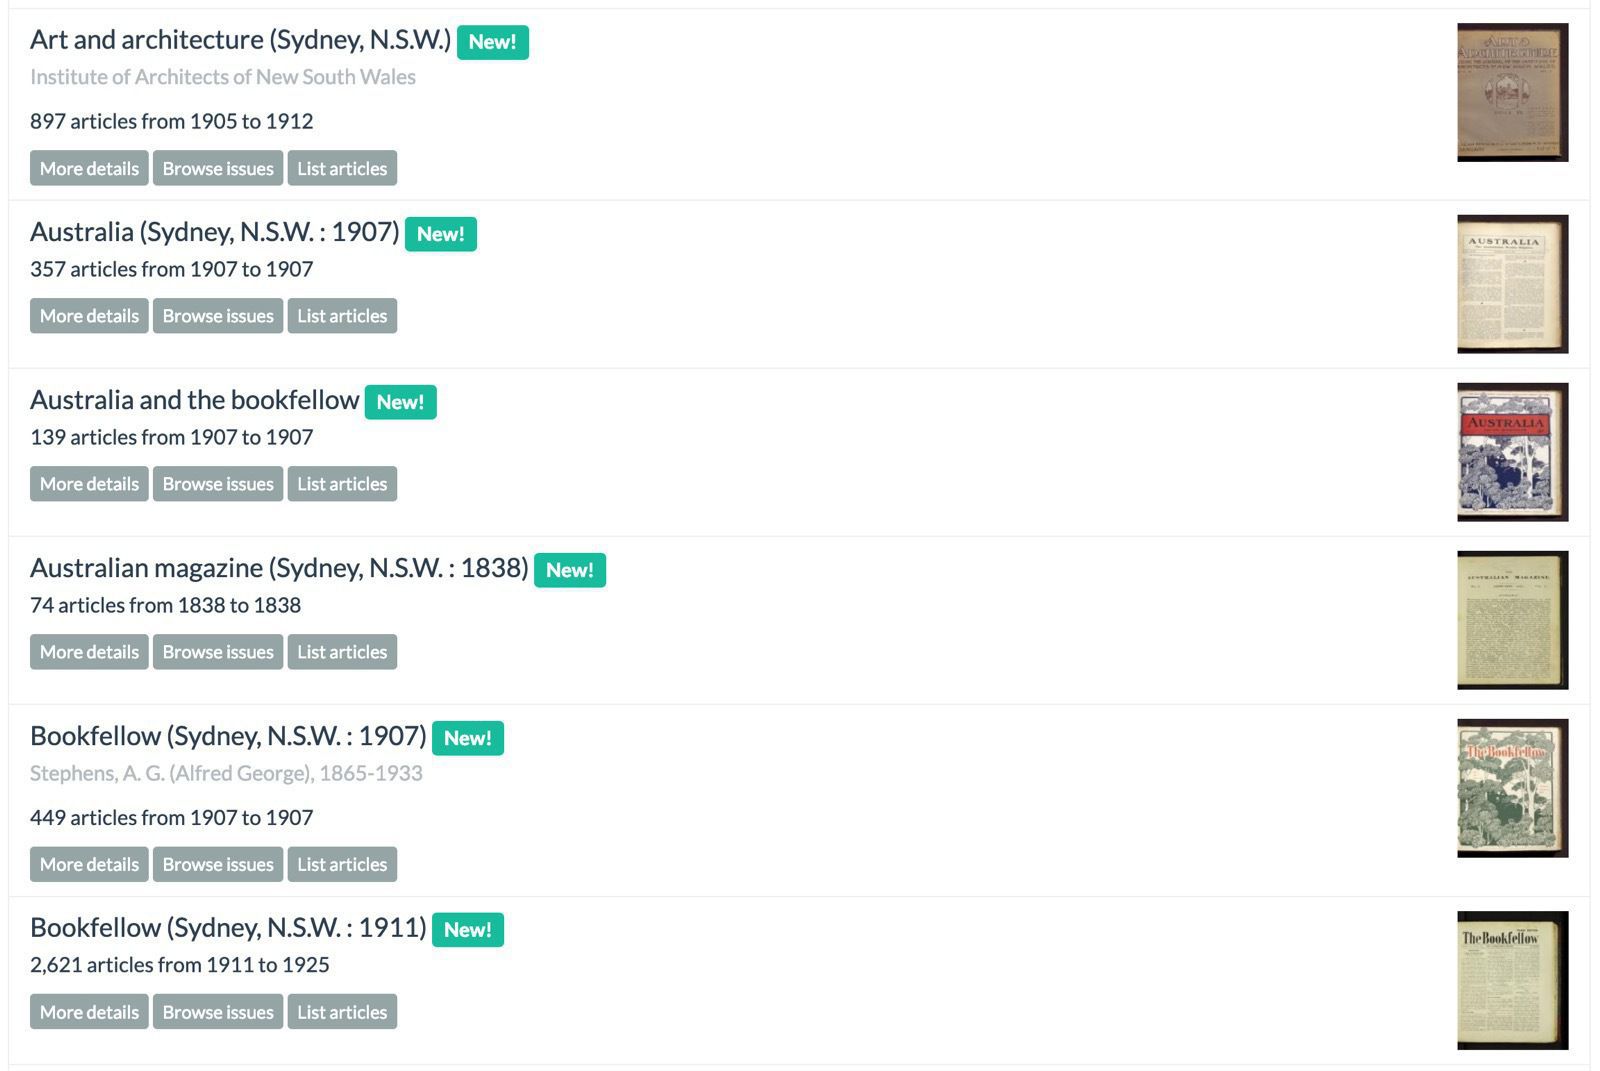 Art and architecture (Sydney, N.S.W.) New!
Institute of Architects of New South Wales
897 articles from 1905 to 1912
More details Browse issues List articles
Australia (Sydney, N.S.W. : 1907) New!
357 articles from 1907 to 1907
More details Browse issues List articles
AUSTRALIA
Australia and the bookfellow New!
139 articles from 1907 to 1907
More details Browse issues List articles
AUSTRALIA
Australian magazine (Sydney, N.S.W. : 1838) New!
74 articles from 1838 to 1838
More details Browse issues List articles
AUSTRALIAN MAGAZINE
Bookfellow (Sydney, N.S.W. : 1907) New!
Stephens, A. G. (Alfred George), 1865-1933
449 articles from 1907 to 1907
More details Browse issues List articles
The Bookfellow
Bookfellow (Sydney, N.S.W. : 1911) New!
2,621 articles from 1911 to 1925
More details Browse issues List articles
The Bookfellow